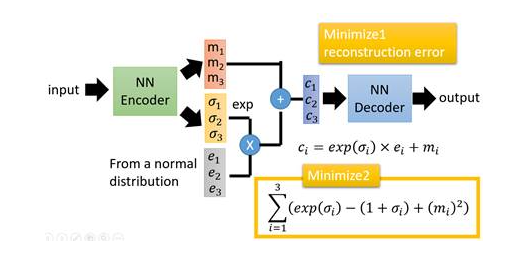 Minimize1
reconstruction error
input
NN
Encoder
m₁
m₂
m₃
σ₁
σ₂
σ₃
exp
From a normal
distribution
e₁
e₂
e₃
+
X
c₁
c₂
c₃
NN
Decoder
output
cᵢ = exp(σᵢ) × eᵢ + mᵢ
Minimize2
3
∑(exp(σᵢ) − (1 + σᵢ) + (mᵢ)²)
i=1